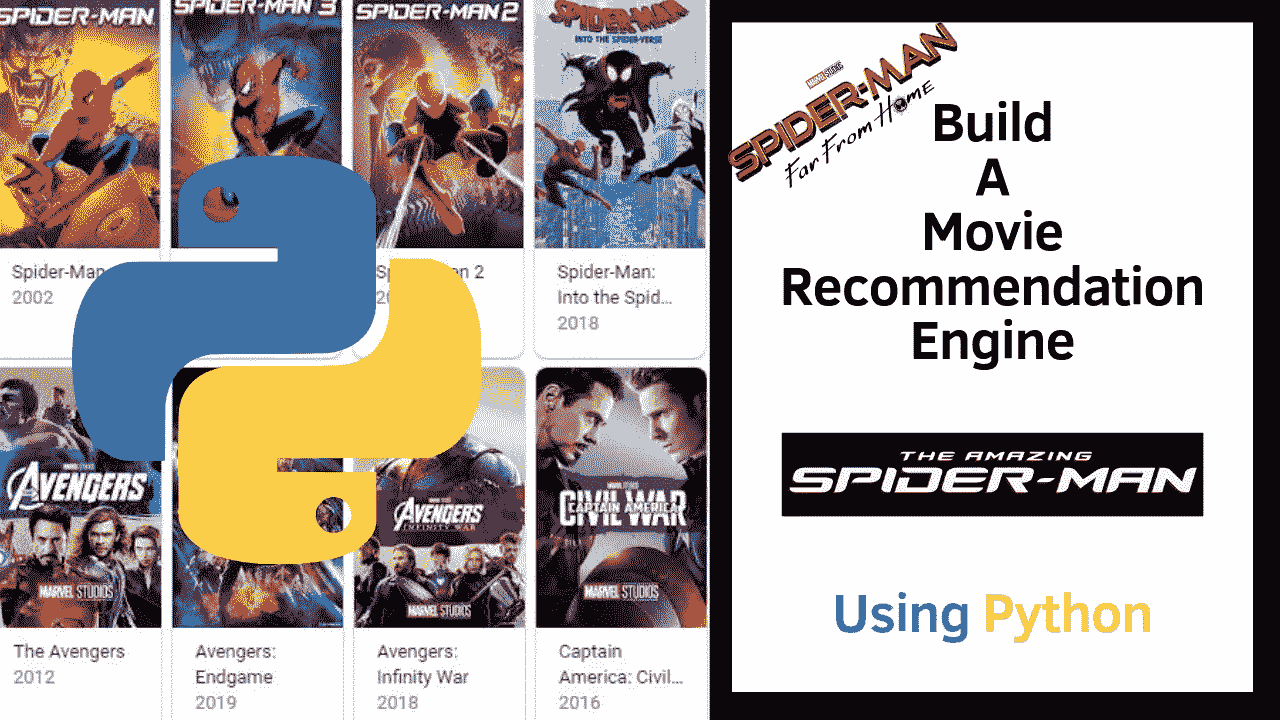 SPIDER-MAN
SPIDER-MAN 3
SPIDER-MAN 2
SPIDER-MAN
INTO THE SPIDER-VERSE
Spider-Man
2002
2
Spider-Man:
Into the Spid...
2018
AVENGERS
MARVEL STUDIOS
AVENGERS
INFINITY WAR
MARVEL STUDIOS
CIVIL WAR
CAPTAIN AMERICA
MARVEL STUDIOS
The Avengers
2012
Avengers:
Endgame
2019
Avengers:
Infinity War
2018
Captain
America: Civil...
2016
MARVEL STUDIOS
SPIDER-MAN
Far From Home
Build
A
Movie
Recommendation
Engine
THE AMAZING
SPIDER-MAN
Using Python